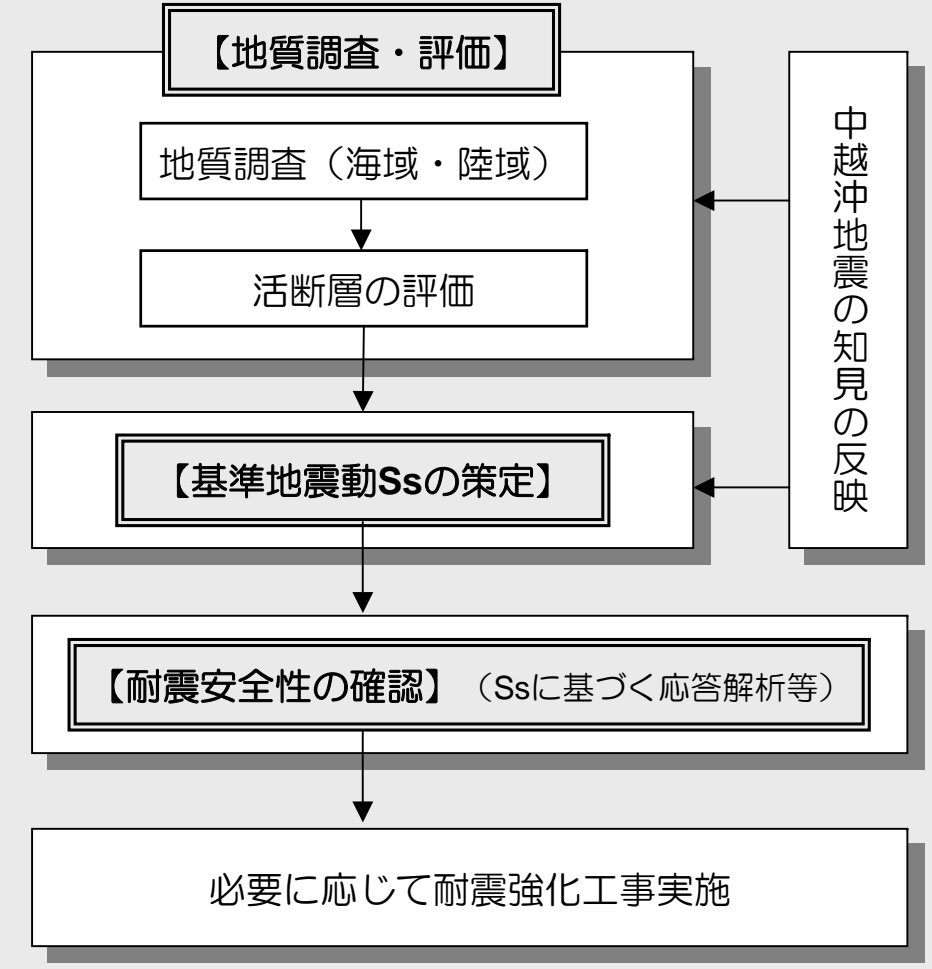 【地質調査・評価】
地質調査（海域・陸域）
活断層の評価
中越沖地震の知見の反映
【基準地震動Ssの策定】
【耐震安全性の確認】（Ssに基づく応答解析等）
必要に応じて耐震強化工事実施